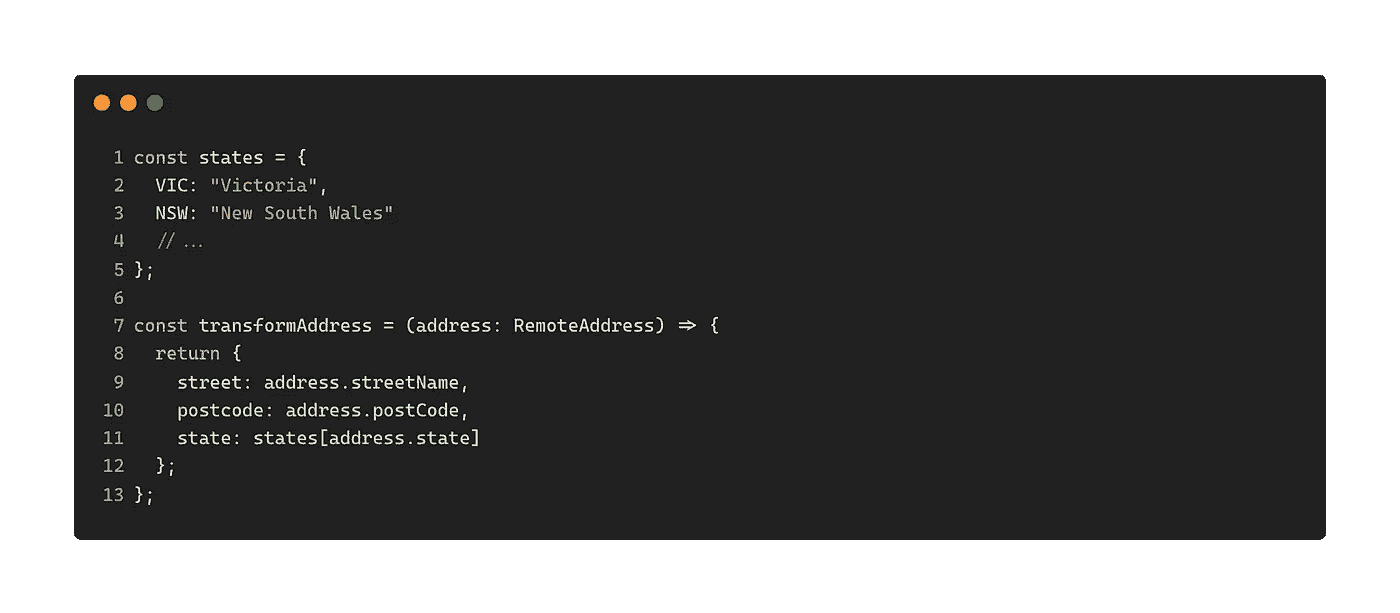 1 const states = {
2   VIC: "Victoria",
3   NSW: "New South Wales"
4   // ...
5 };
6
7 const transformAddress = (address: RemoteAddress) => {
8   return {
9     street: address.streetName,
10     postcode: address.postCode,
11     state: states[address.state]
12   };
13 };